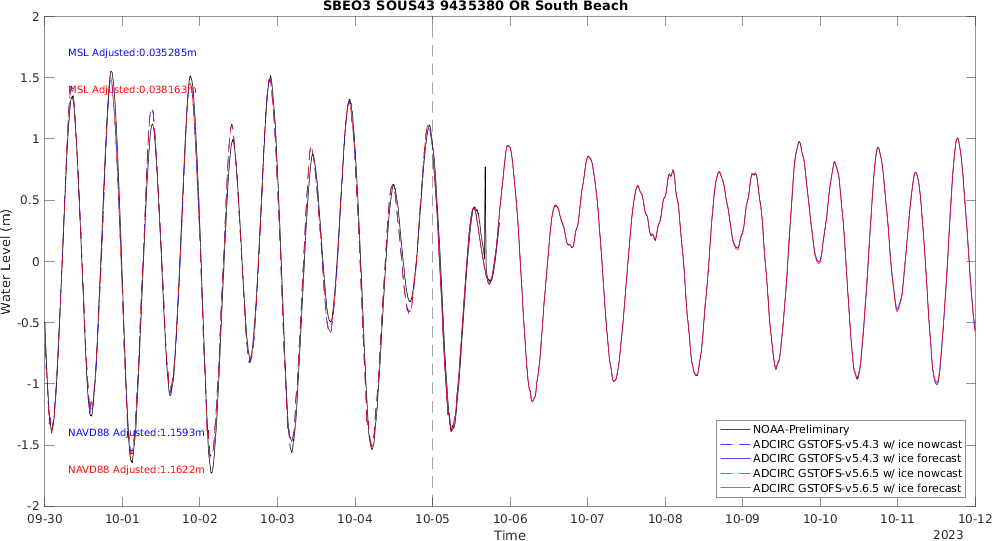 SBEO3 SOUS43 9435380 OR South Beach
2
1.5
1
0.5
0
-0.5
-1
-1.5
-2
Water Level (m)
MSL Adjusted:0.035285m
MSL Adjusted:0.038163m
NAVD88 Adjusted:1.1593m
NAVD88 Adjusted:1.1622m
NOAA-Preliminary
ADCIRC GSTOFS-v5.4.3 w/ ice nowcast
ADCIRC GSTOFS-v5.4.3 w/ ice forecast
ADCIRC GSTOFS-v5.6.5 w/ ice nowcast
ADCIRC GSTOFS-v5.6.5 w/ ice forecast
09-30 10-01 10-02 10-03 10-04 10-05 10-06 10-07 10-08 10-09 10-10 10-11 10-12
Time
2023